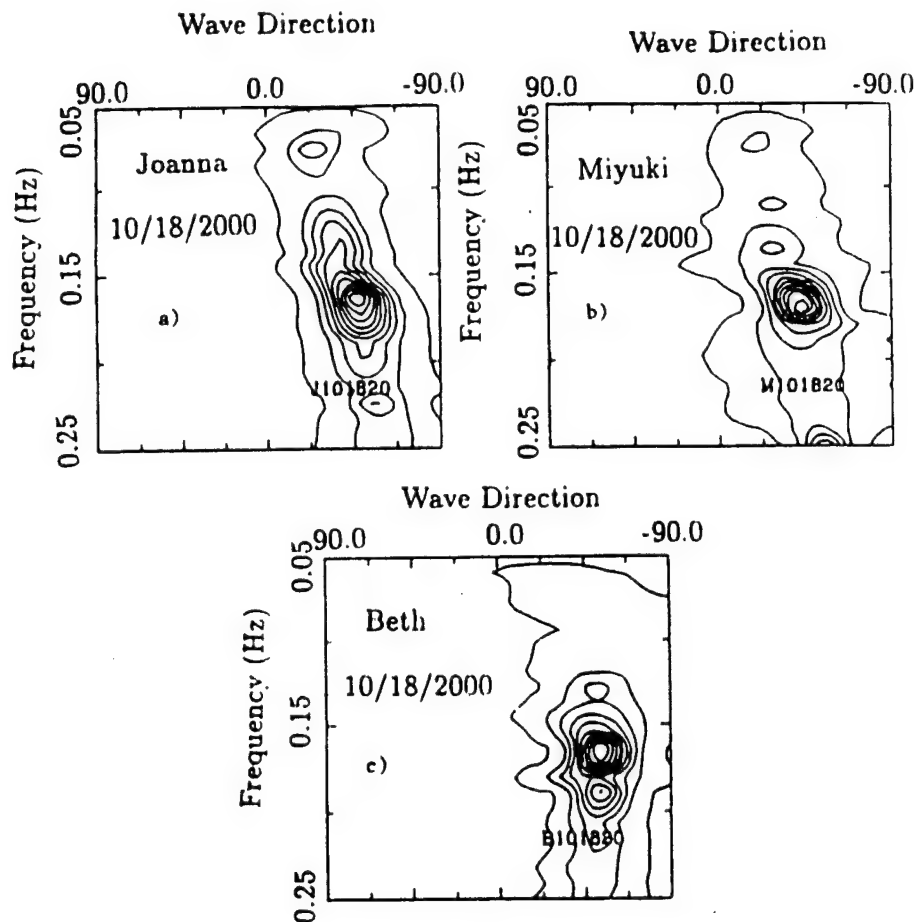 Wave Direction
90.0 0.0 -90.0
Frequency (Hz)
0.05
0.15
0.25
Joanna
10/18/2000
a)
J101820
Wave Direction
90.0 0.0 -90.0
Frequency (Hz)
0.05
0.15
0.25
Miyuki
10/18/2000
b)
M101820
Wave Direction
90.0 0.0 -90.0
Frequency (Hz)
0.05
0.15
0.25
Beth
10/18/2000
c)
B101820